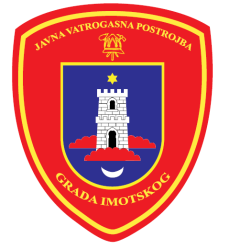 JAVNA VATROGASNA POSTROJBA
GRADA IMOTSKOG